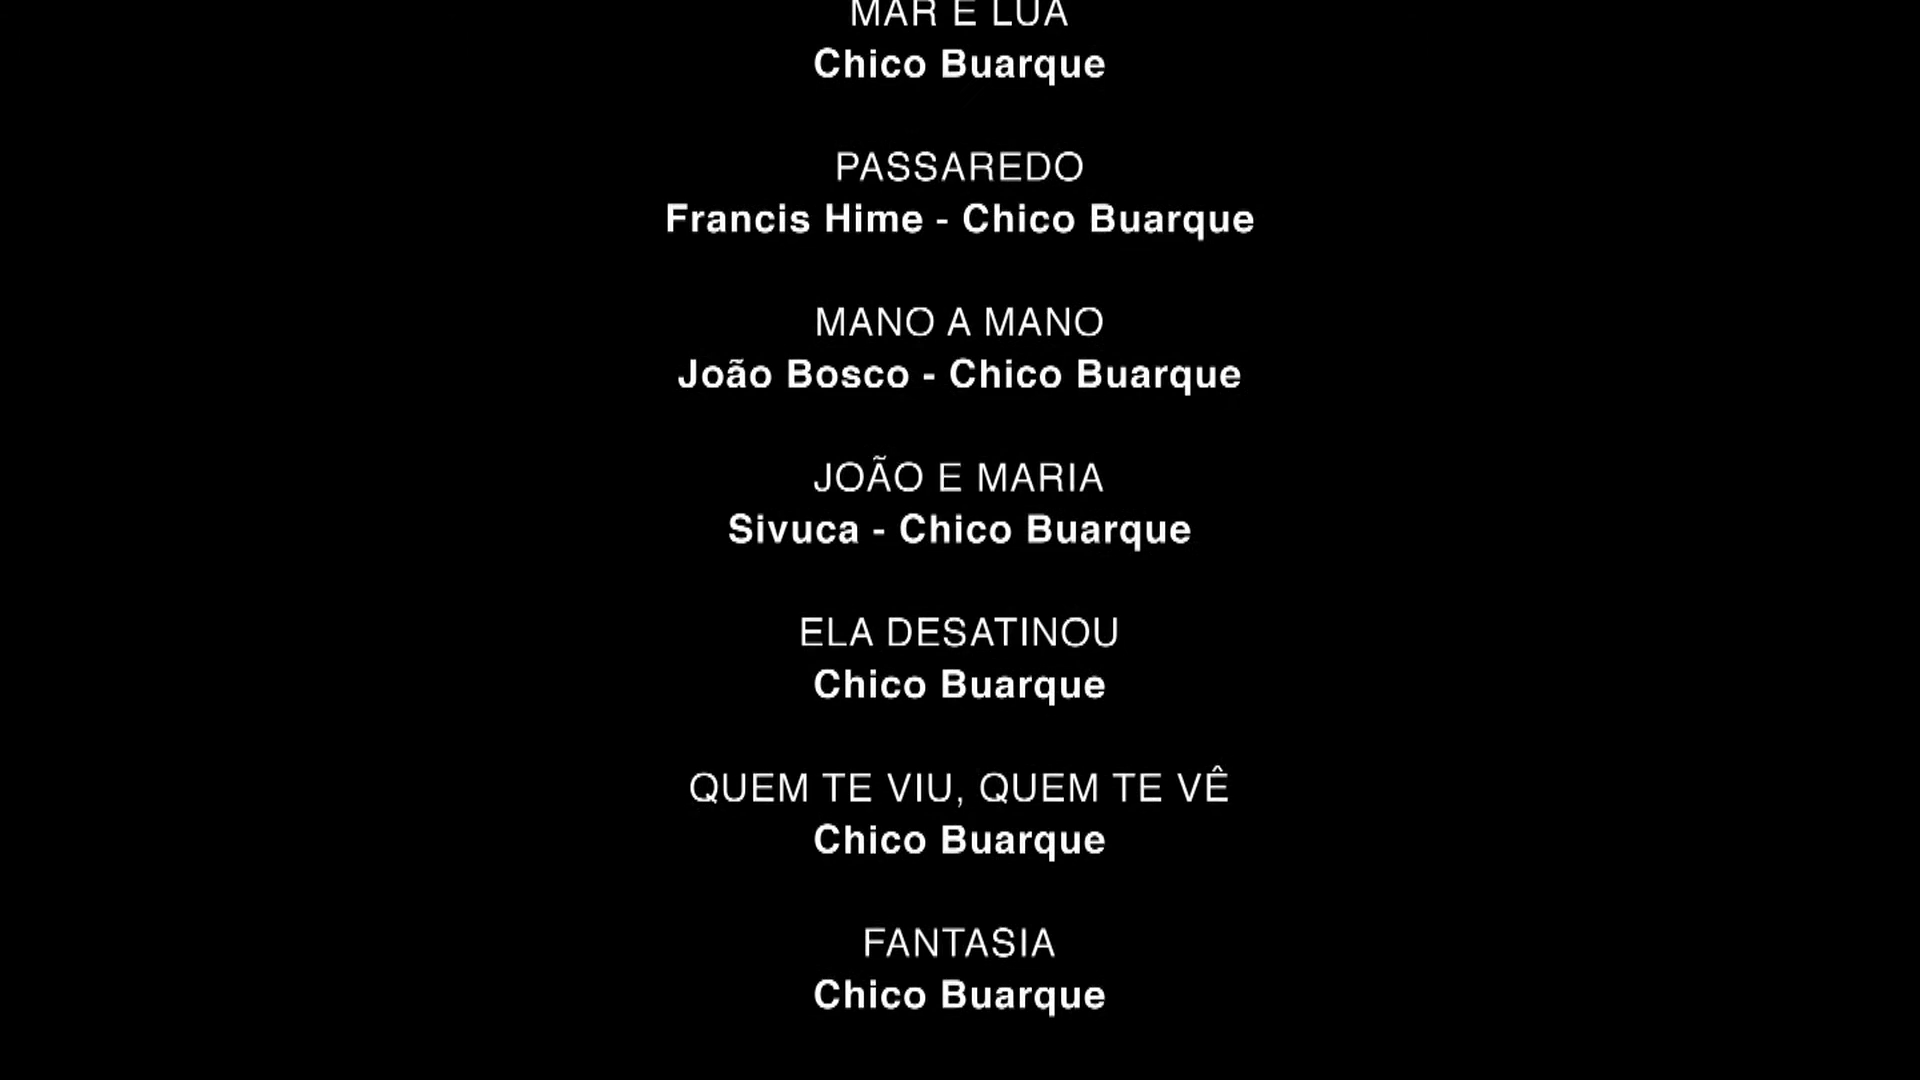 MAR E LUA
Chico Buarque
PASSAREDO
Francis Hime - Chico Buarque
MANO A MANO
João Bosco - Chico Buarque
JOÃO E MARIA
Sivuca - Chico Buarque
ELA DESATINOU
Chico Buarque
QUEM TE VIU, QUEM TE VÊ
Chico Buarque
FANTASIA
Chico Buarque